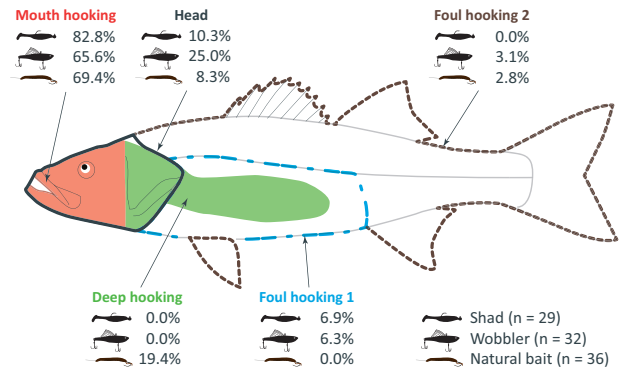 Mouth hooking
82.8%
65.6%
69.4%
Head
10.3%
25.0%
8.3%
Foul hooking 2
0.0%
3.1%
2.8%
Deep hooking
0.0%
0.0%
19.4%
Foul hooking 1
6.9%
6.3%
0.0%
Shad (n = 29)
Wobbler (n = 32)
Natural bait (n = 36)